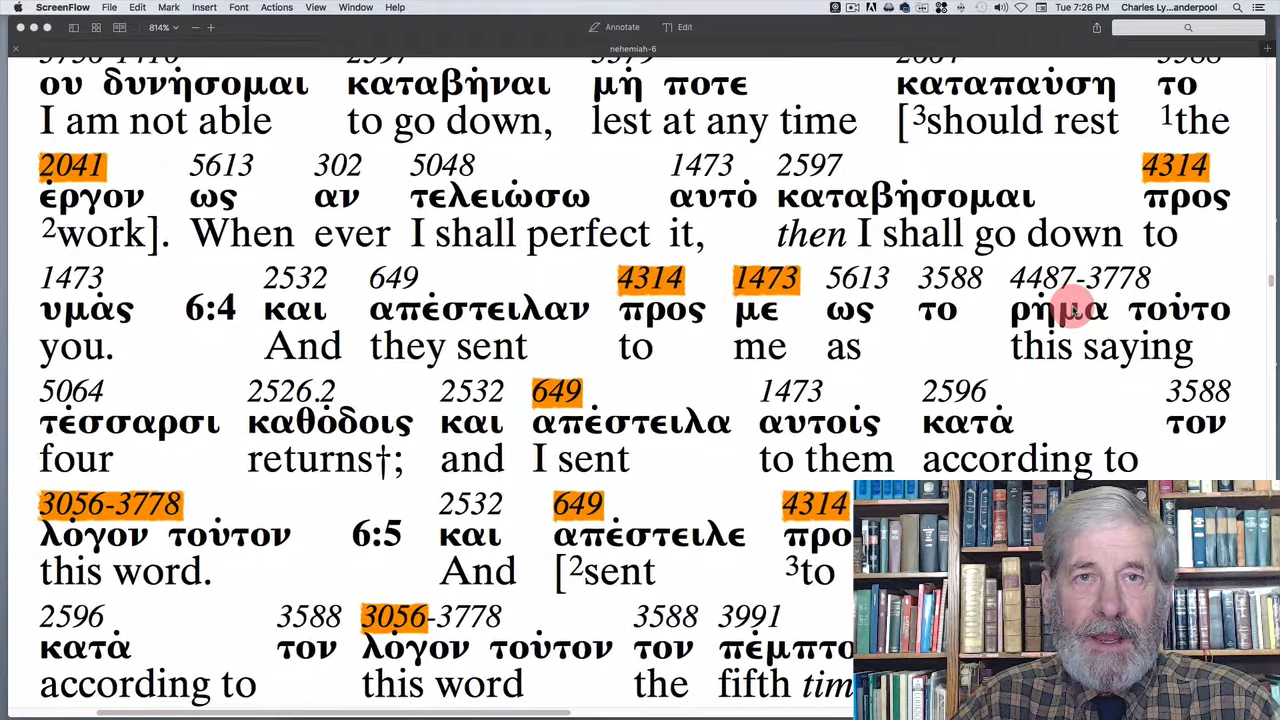 ScreenFlow File Edit Mark Insert Font Actions View Window Help Tue 7:26 PM Charles Ly...anderpool
814% Annotate Edit
nehemiah-6
ου δυνήσομαι καταβήναι μή ποτε καταπαύση το
I am not able to go down, lest at any time [³should rest ¹the
2041 5613 302 5048 1473 2597 4314
έργον ως αν τελειώσω αυτό καταβήσομαι προς
²work]. When ever I shall perfect it, then I shall go down to
1473 2532 649 4314 1473 5613 3588 4487-3778
υμάς 6:4 και απέστειλαν προς με ως το ρήμα τούτο
you. And they sent to me as this saying
5064 2526.2 2532 649 1473 2596 3588
τέσσαρσι καθόδοις και απέστειλα αυτοίς κατά τον
four returns†; and I sent to them according to
3056-3778 2532 649 4314
λόγον τούτον 6:5 και απέστειλε προ
this word. And [²sent ³to
2596 3588 3056-3778 3588 3991
κατά τον λόγον τούτον τον πέμπτο
according to this word the fifth tim